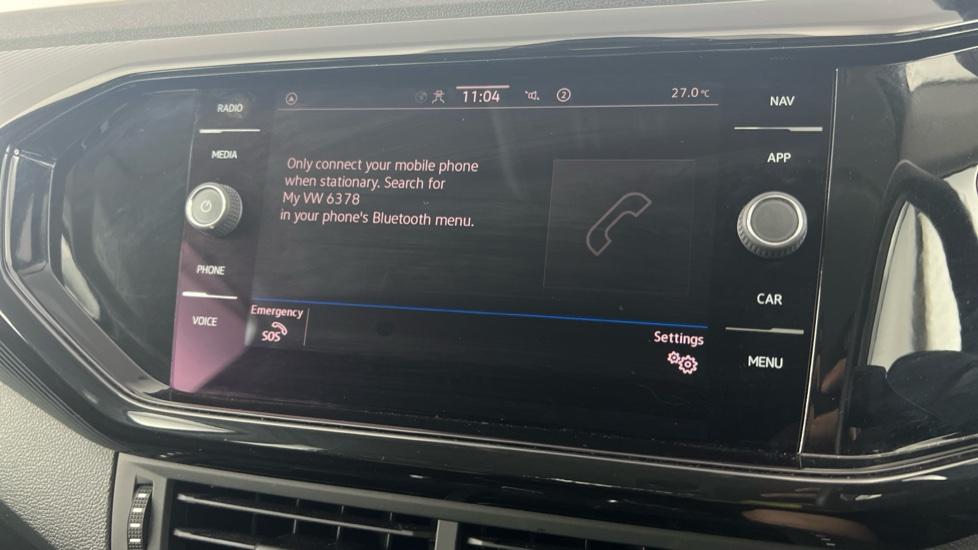 RADIO
MEDIA
PHONE
VOICE
11:04
2
27.0 °C
Only connect your mobile phone
when stationary. Search for
My VW 6378
in your phone's Bluetooth menu.
Emergency
SOS
Settings
NAV
APP
CAR
MENU